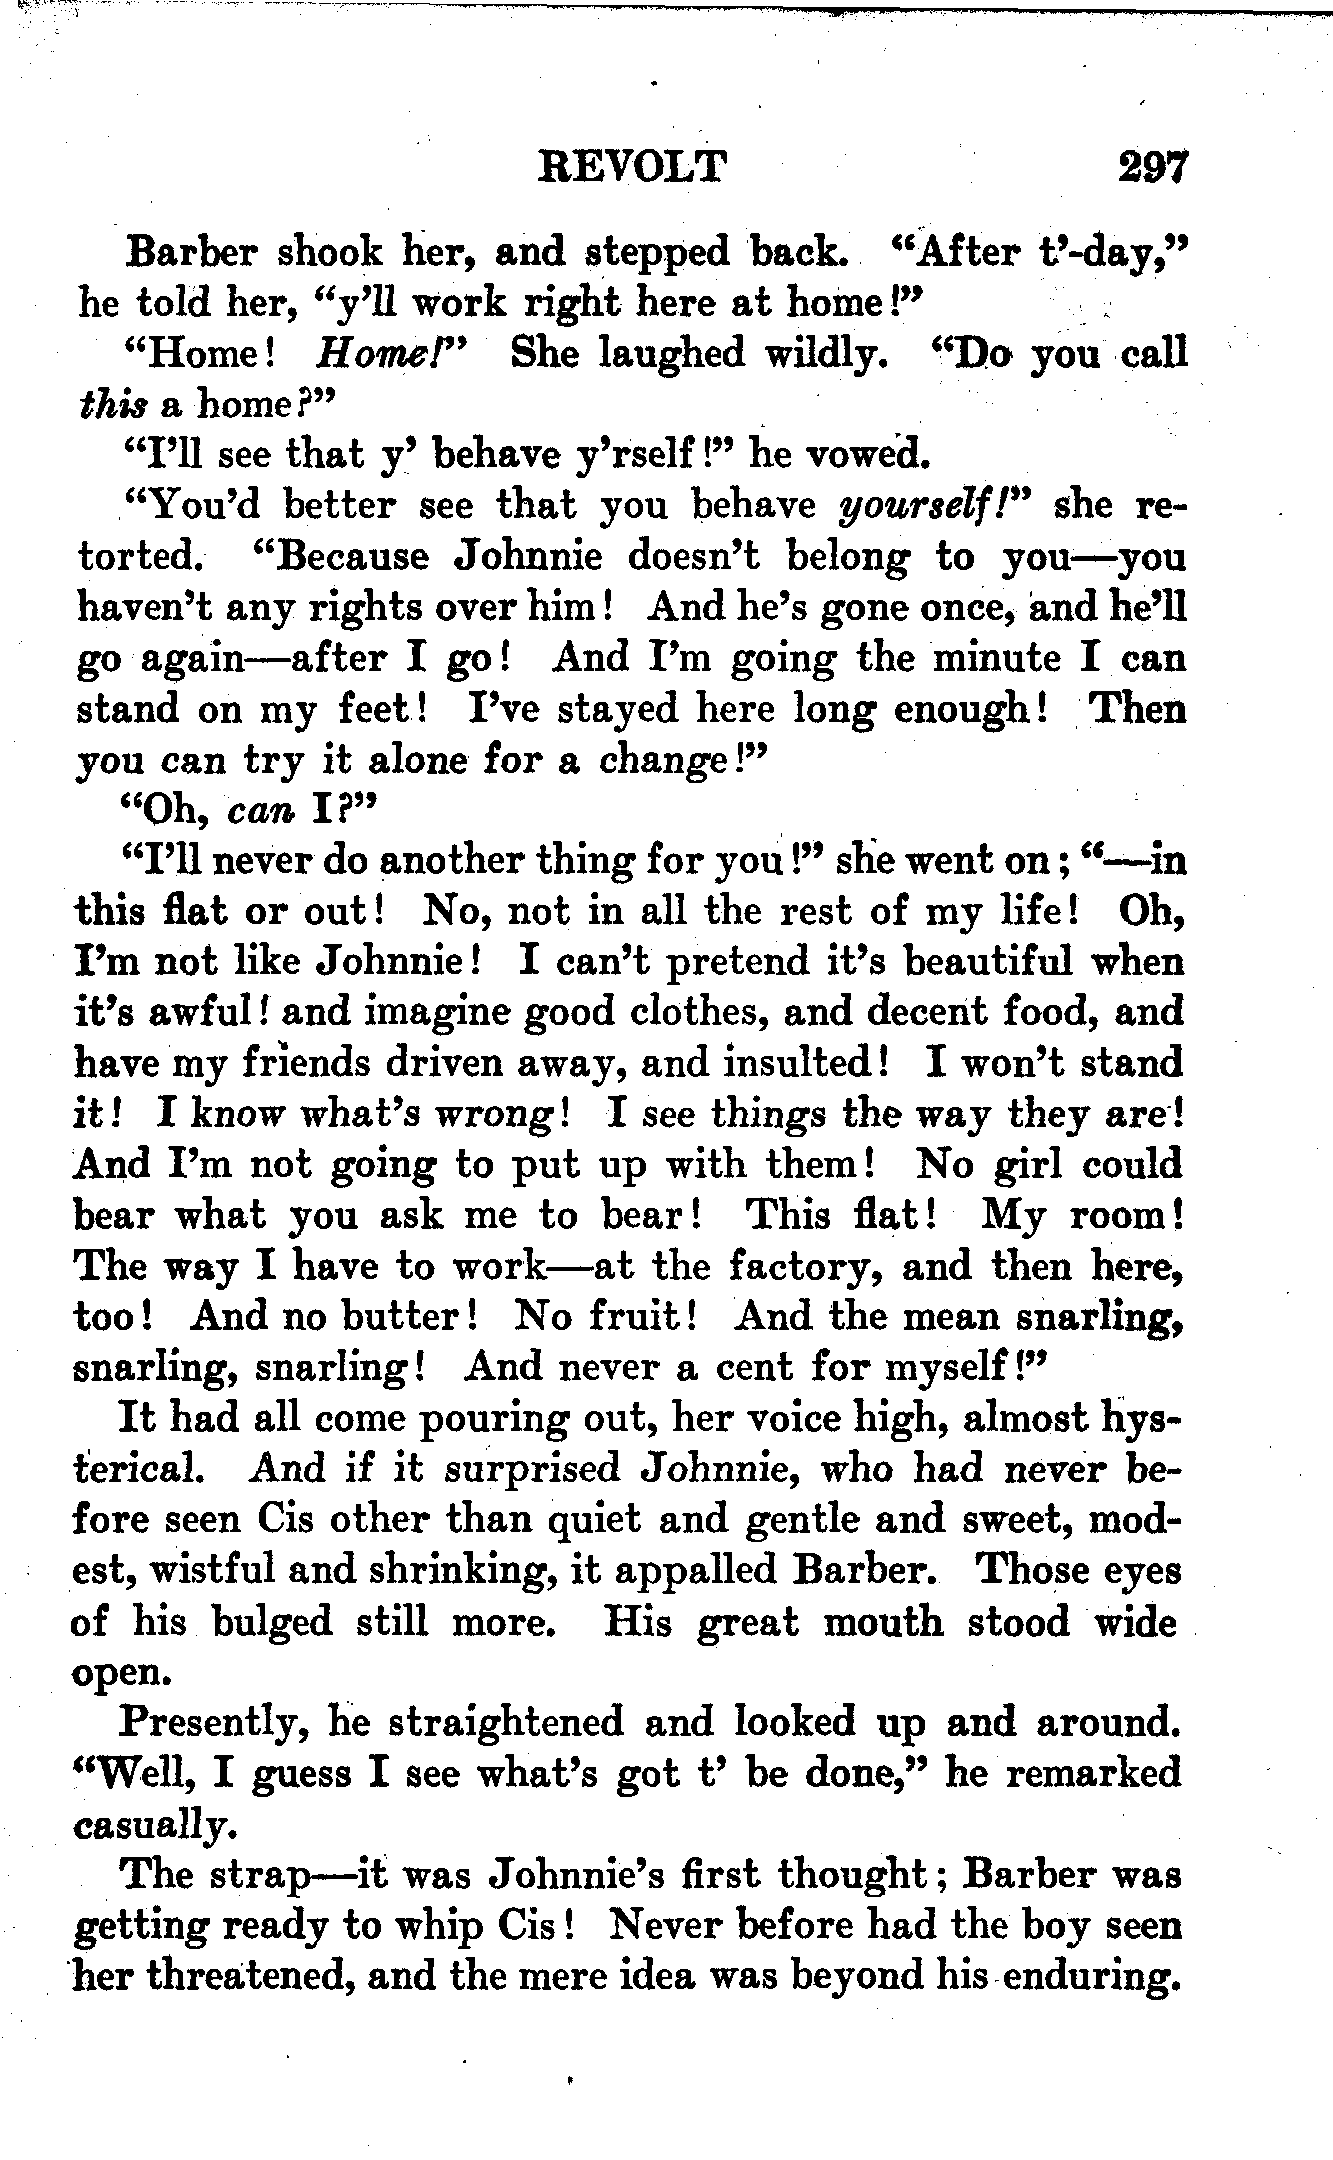 REVOLT 297
Barber shook her, and stepped back. “After t’-day,”
he told her, “y’ll work right here at home!”
“Home! Home!” She laughed wildly. “Do you call
this a home?”
“I’ll see that y’ behave y’rself!” he vowed.
“You’d better see that you behave yourself!” she re-
torted. “Because Johnnie doesn’t belong to you—you
haven’t any rights over him! And he’s gone once, and he’ll
go again—after I go! And I’m going the minute I can
stand on my feet! I’ve stayed here long enough! Then
you can try it alone for a change!”
“Oh, can I?”
“I’ll never do another thing for you!” she went on; “—in
this flat or out! No, not in all the rest of my life! Oh,
I’m not like Johnnie! I can’t pretend it’s beautiful when
it’s awful! and imagine good clothes, and decent food, and
have my friends driven away, and insulted! I won’t stand
it! I know what’s wrong! I see things the way they are!
And I’m not going to put up with them! No girl could
bear what you ask me to bear! This flat! My room!
The way I have to work—at the factory, and then here,
too! And no butter! No fruit! And the mean snarling,
snarling, snarling! And never a cent for myself!”
It had all come pouring out, her voice high, almost hys-
terical. And if it surprised Johnnie, who had never be-
fore seen Cis other than quiet and gentle and sweet, mod-
est, wistful and shrinking, it appalled Barber. Those eyes
of his bulged still more. His great mouth stood wide
open.
Presently, he straightened and looked up and around.
“Well, I guess I see what’s got t’ be done,” he remarked
casually.
The strap—it was Johnnie’s first thought; Barber was
getting ready to whip Cis! Never before had the boy seen
her threatened, and the mere idea was beyond his enduring.